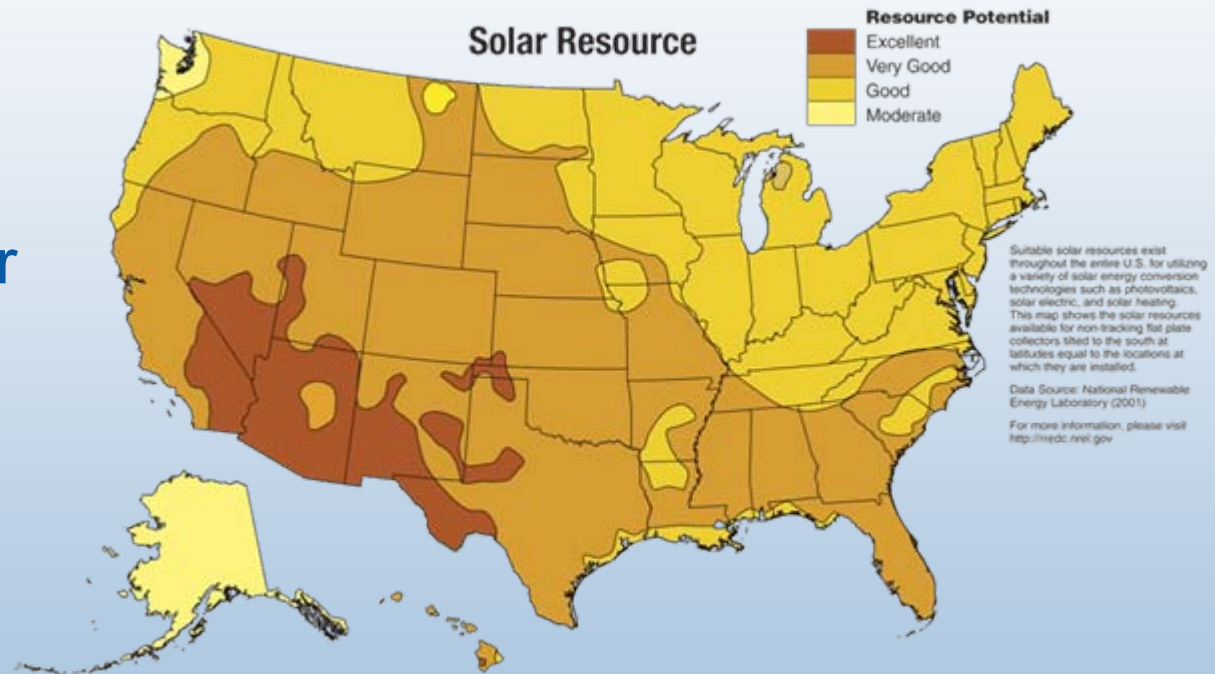 Resource Potential
Solar Resource
Excellent
Very Good
Good
Moderate
r
Suitable solar resources exist
throughout the entire U.S. for utilizing
a variety of solar energy conversion
technologies such as photovoltaics,
solar electric, and solar heating.
This map shows the solar resources
available for non-tracking flat plate
collectors tilted to the south at
latitudes equal to the locations at
which they are installed.
Data Source: National Renewable
Energy Laboratory (2001)
For more information, please visit
http://rredc.nrel.gov